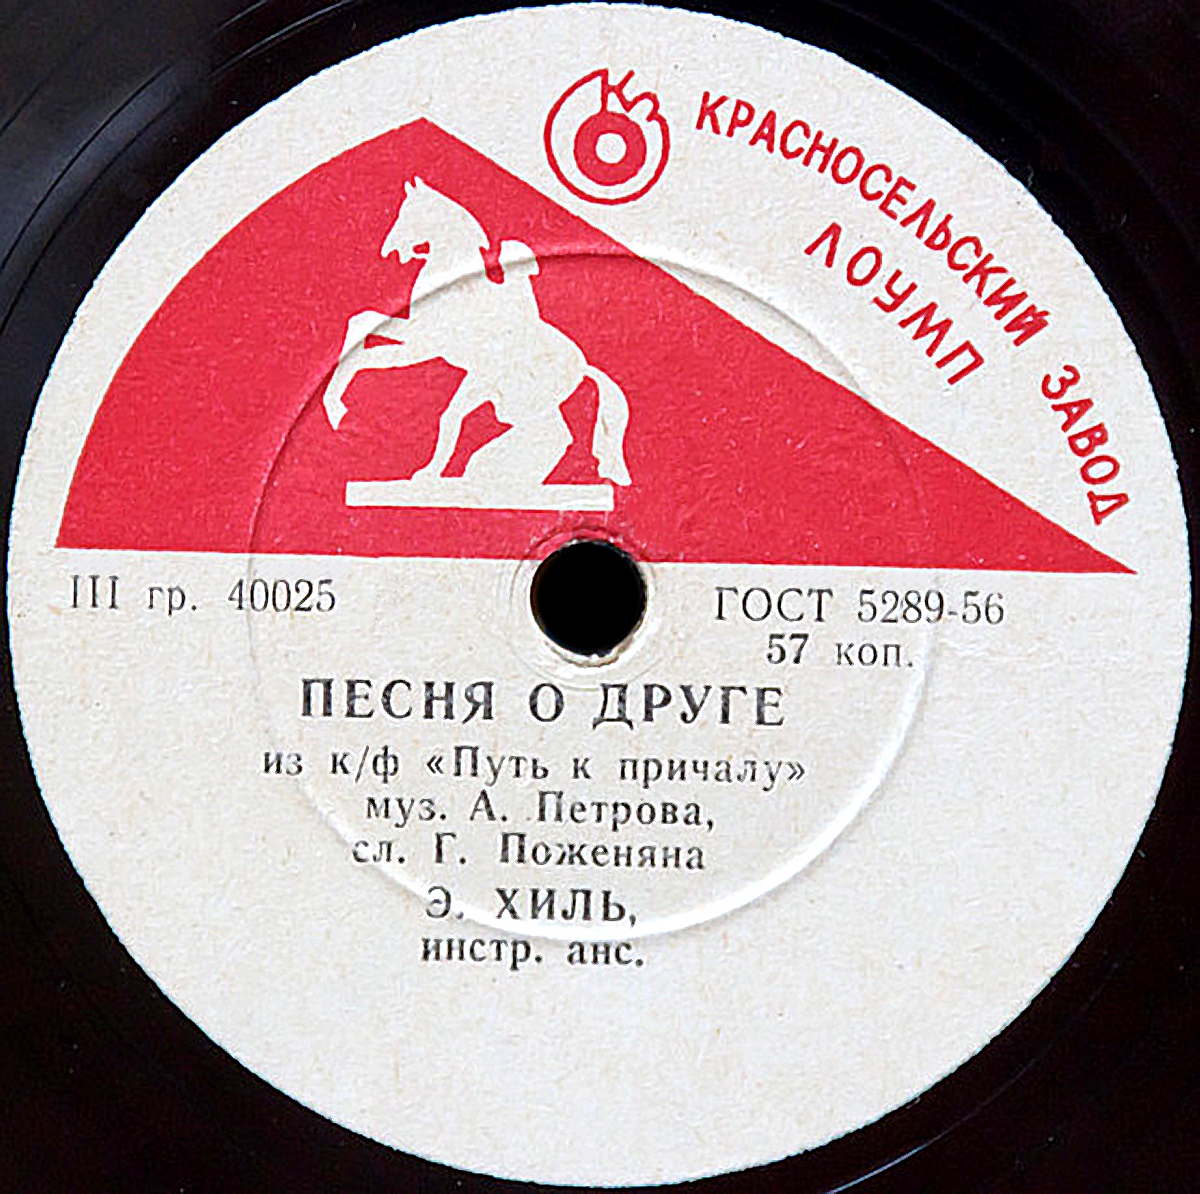 КРАСНОСЕЛЬСКИЙ ЗАВОД
ЛОУМП
III гр. 40025
ГОСТ 5289-56
57 коп.
ПЕСНЯ О ДРУГЕ
из к/ф «Путь к причалу»
муз. А. Петрова,
сл. Г. Поженяна
Э. ХИЛЬ,
инстр. анс.